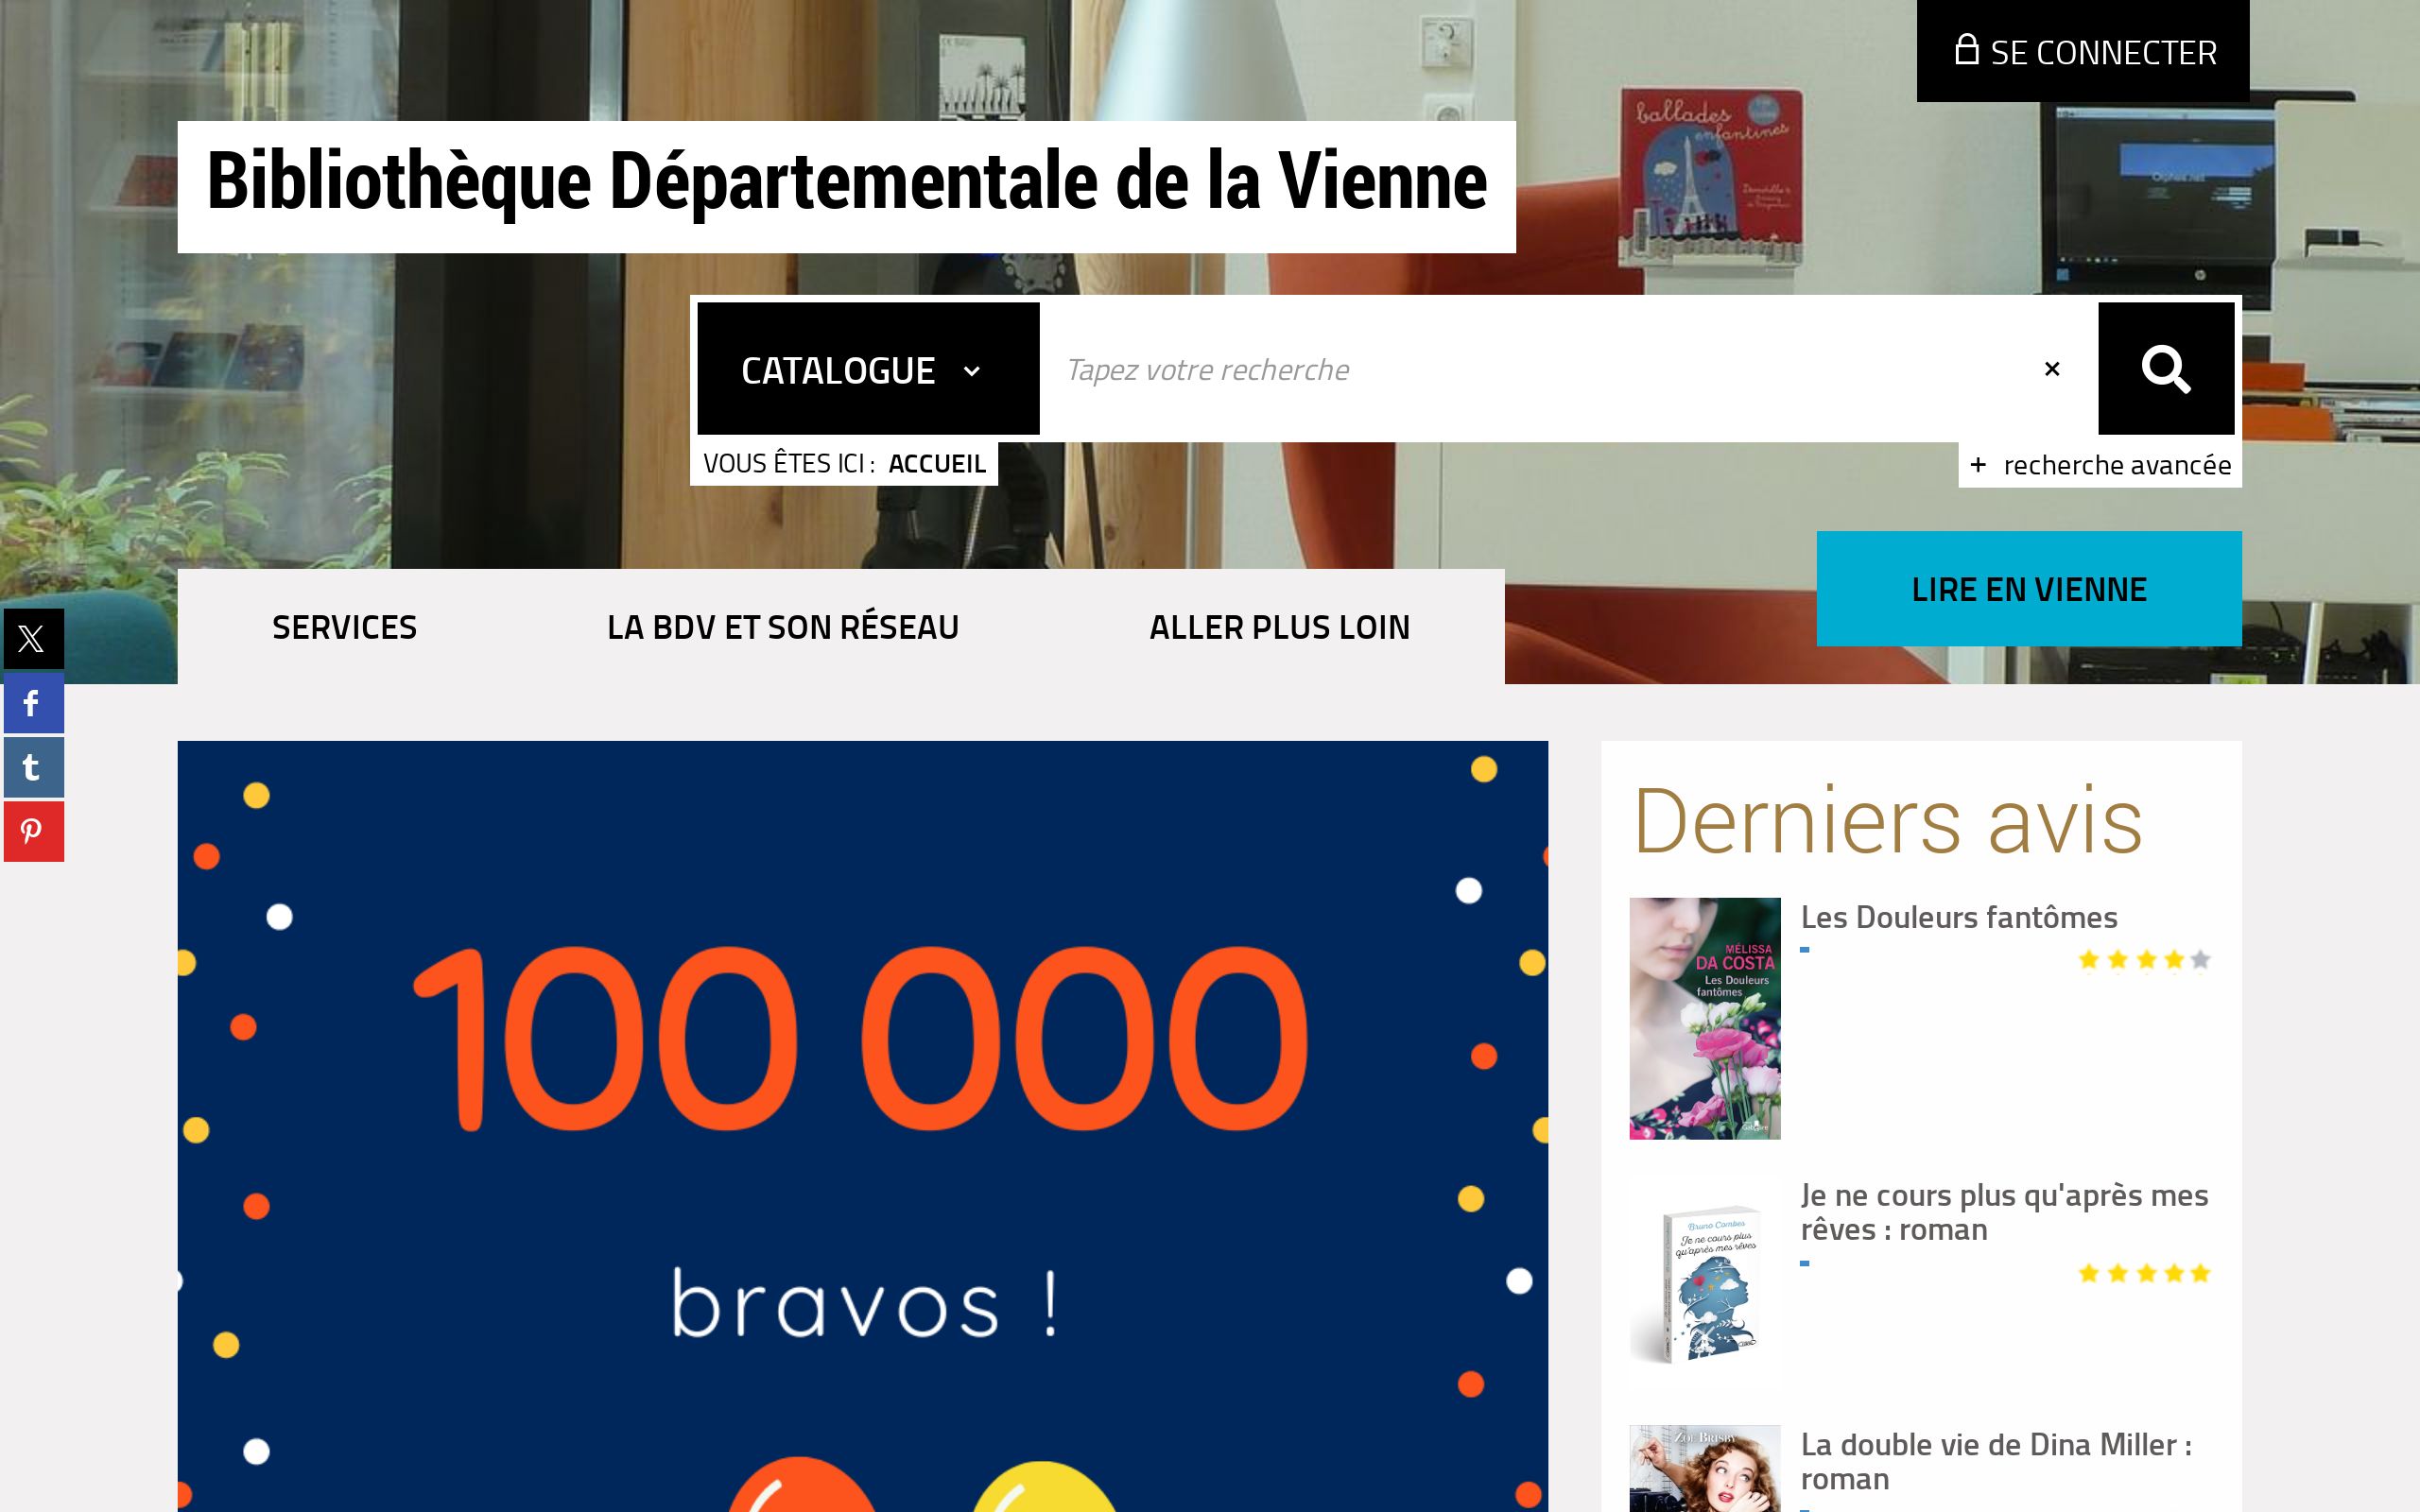 SE CONNECTER
ballades
enfantines
Bibliothèque Départementale de la Vienne
CATALOGUE
Tapez votre recherche
×
VOUS ÊTES ICI : ACCUEIL
+ recherche avancée
LIRE EN VIENNE
SERVICES
LA BDV ET SON RÉSEAU
ALLER PLUS LOIN
100 000
bravos !
Derniers avis
Les Douleurs fantômes
MÉLISSA
DA COSTA
Les Douleurs
fantômes
Je ne cours plus qu'après mes
rêves : roman
Bruno Combes
Je ne cours plus
qu'après mes rêves
La double vie de Dina Miller :
roman
ZOE BRISBY